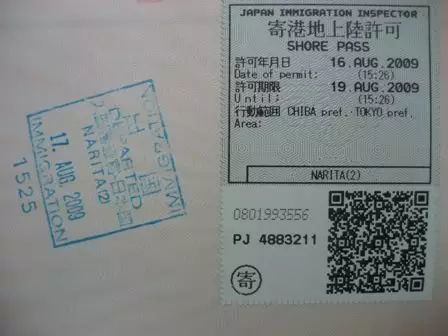 JAPAN IMMIGRATION INSPECTOR
寄港地上陸許可
SHORE PASS
許可年月日 16.AUG.2009
Date of permit: (15:26)
許可期限 19.AUG.2009
Until: (15:26)
行動範囲 CHIBA pref. TOKYO pref.
Area:
NARITA(2)
0801993556
PJ 4883211
寄
DEPARTED
NARITA(2)
17. AUG. 2009
IMMIGRATION
1525